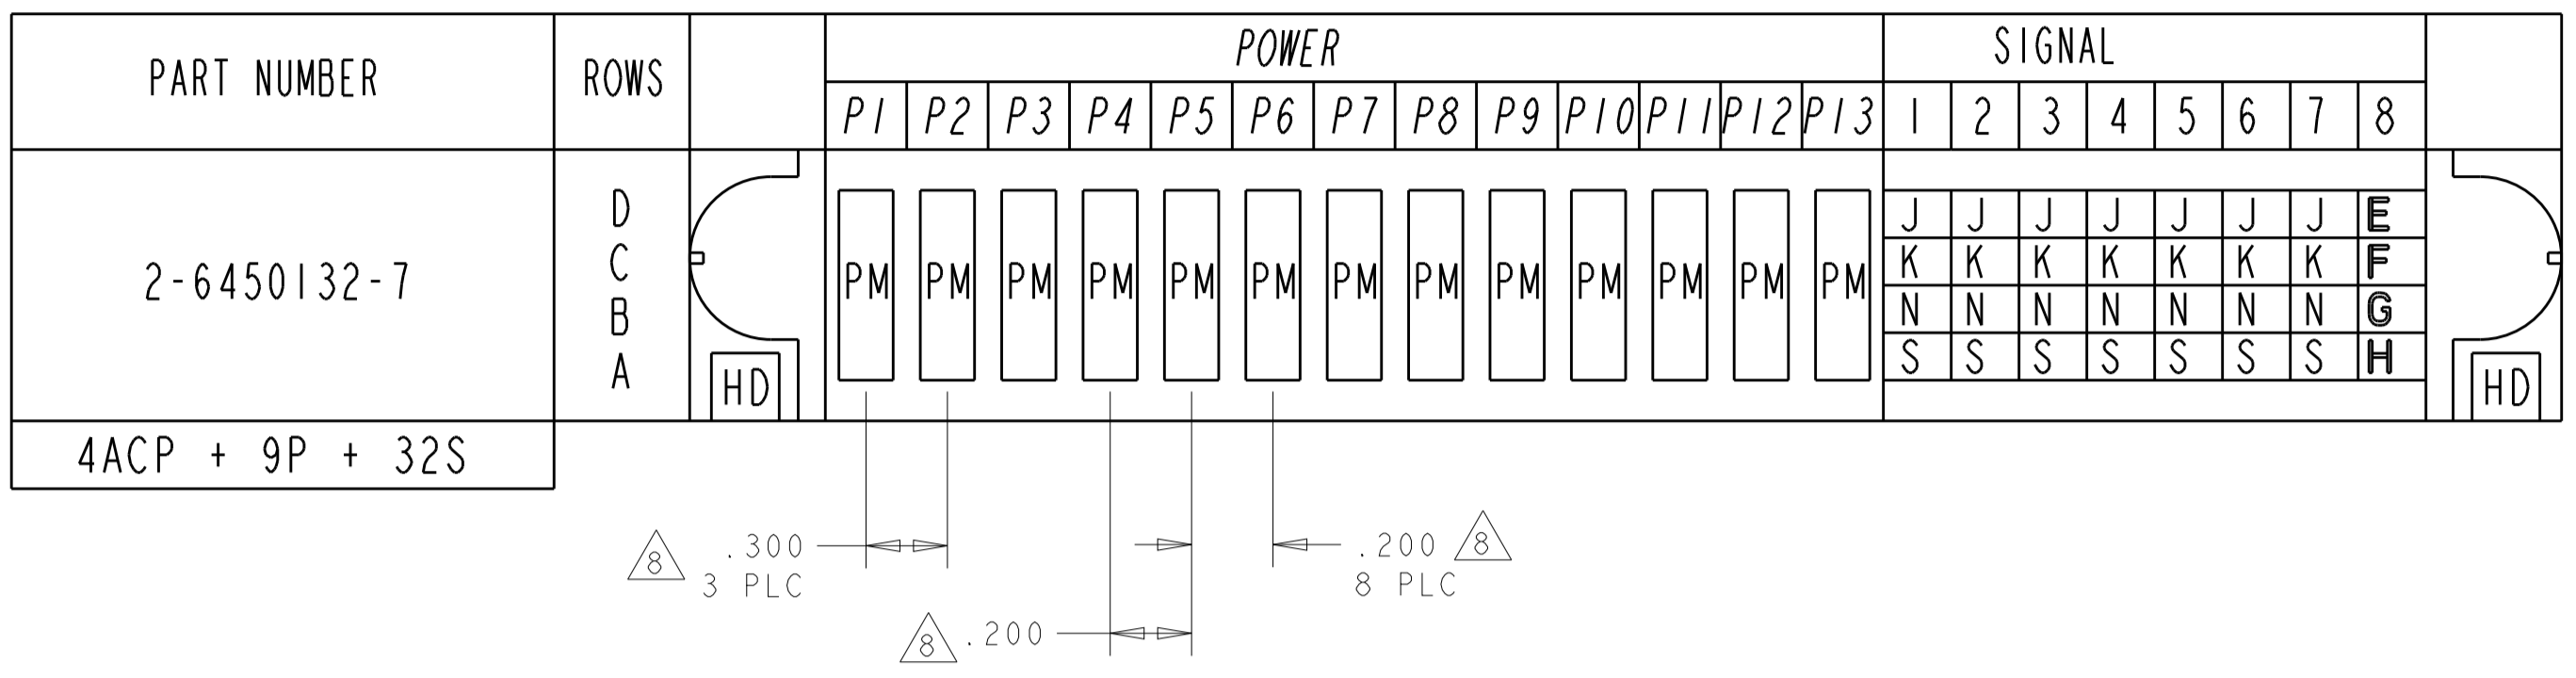 PART NUMBER ROWS POWER SIGNAL
P1 P2 P3 P4 P5 P6 P7 P8 P9 P10 P11 P12 P13 1 2 3 4 5 6 7 8
D J J J J J J J E
C K K K K K K K F
2-6450132-7 PM PM PM PM PM PM PM PM PM PM PM PM PM
B N N N N N N N G
A S S S S S S S H
HD HD
4ACP + 9P + 32S
8 .300 .200 8
3 PLC 8 PLC
8 .200